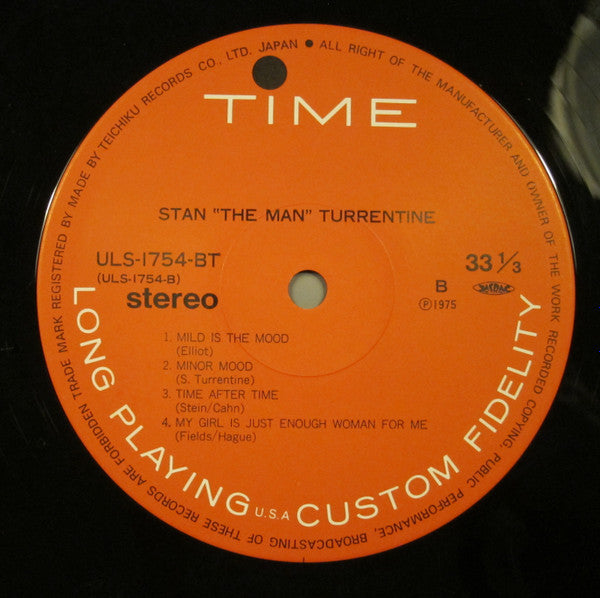 MADE BY TEICHIKU RECORDS CO., LTD. JAPAN ● ALL RIGHT OF THE MANUFACTURER AND OWNER OF THE WORK RECORDED COPYING, PUBLIC PERFORMANCE, BROADCASTING OF THESE RECORDS ARE FORBIDDEN TRADE MARK REGISTERED BY
TIME
STAN "THE MAN" TURRENTINE
ULS-1754-BT
(ULS-1754-B)
stereo
B
℗1975
33 1/3
JASRAC
1. MILD IS THE MOOD
(Elliot)
2. MINOR MOOD
(S. Turrentine)
3. TIME AFTER TIME
(Stein/Cahn)
4. MY GIRL IS JUST ENOUGH WOMAN FOR ME
(Fields/Hague)
LONG PLAYING U.S.A CUSTOM FIDELITY